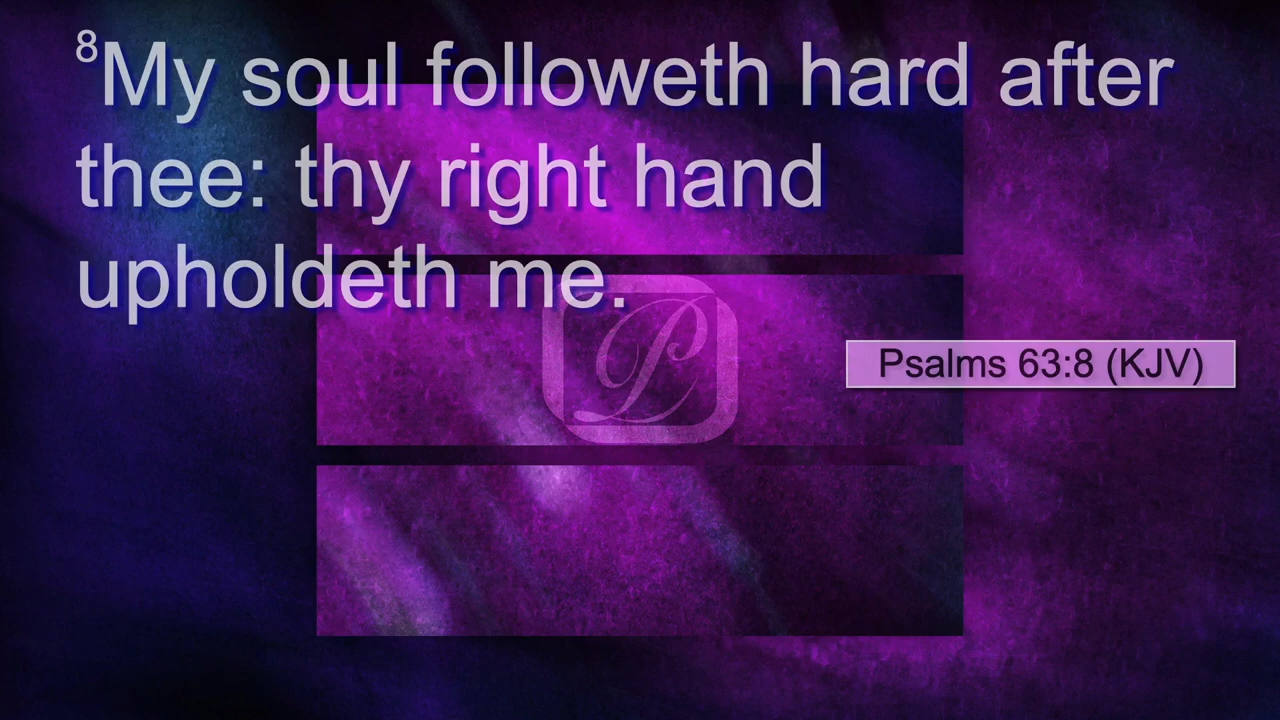 8My soul followeth hard after
thee: thy right hand
upholdeth me.
Psalms 63:8 (KJV)
P